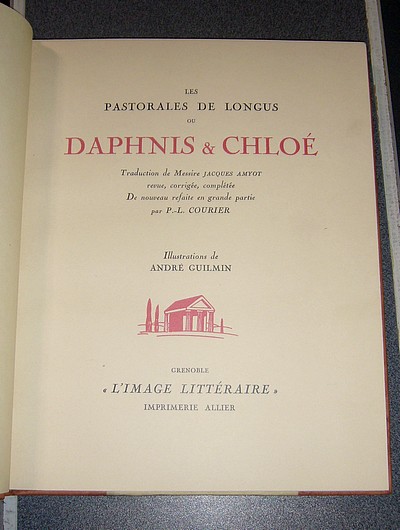 LES
PASTORALES DE LONGUS
OU
DAPHNIS & CHLOÉ
Traduction de Messire JACQUES AMYOT
revue, corrigée, complétée
De nouveau refaite en grande partie
par P.-L. COURIER
Illustrations de
ANDRÉ GUILMIN
GRENOBLE
« L'IMAGE LITTÉRAIRE »
IMPRIMERIE ALLIER